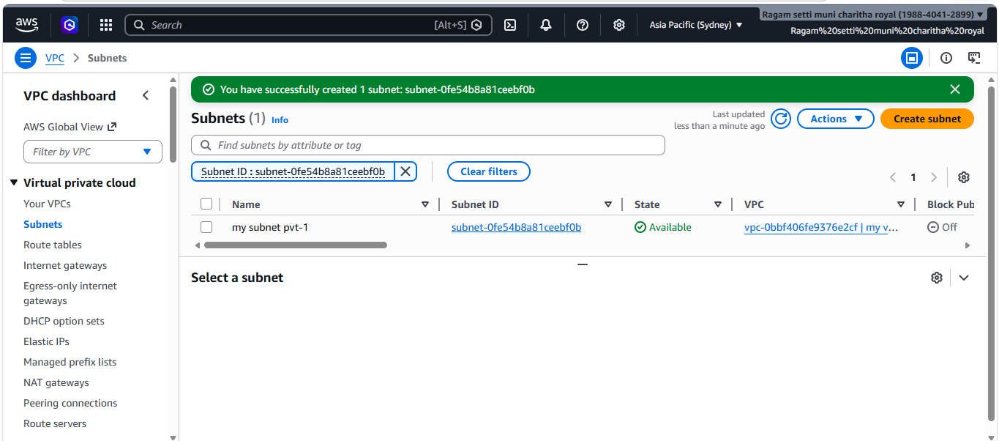 aws
Search [Alt+S]
Asia Pacific (Sydney)
Ragam setti muni charitha royal (1988-4041-2899)
Ragam%20setti%20muni%20charitha%20royal
VPC > Subnets
VPC dashboard
AWS Global View
Filter by VPC
Virtual private cloud
Your VPCs
Subnets
Route tables
Internet gateways
Egress-only internet
gateways
DHCP option sets
Elastic IPs
Managed prefix lists
NAT gateways
Peering connections
Route servers
You have successfully created 1 subnet: subnet-0fe54b8a81ceebf0b
Subnets (1) Info
Last updated
less than a minute ago
Actions
Create subnet
Find subnets by attribute or tag
Subnet ID : subnet-0fe54b8a81ceebf0b
Clear filters
1
Name Subnet ID State VPC Block Pub
my subnet pvt-1 subnet-0fe54b8a81ceebf0b Available vpc-0bbf406fe9376e2cf | my v... Off
Select a subnet